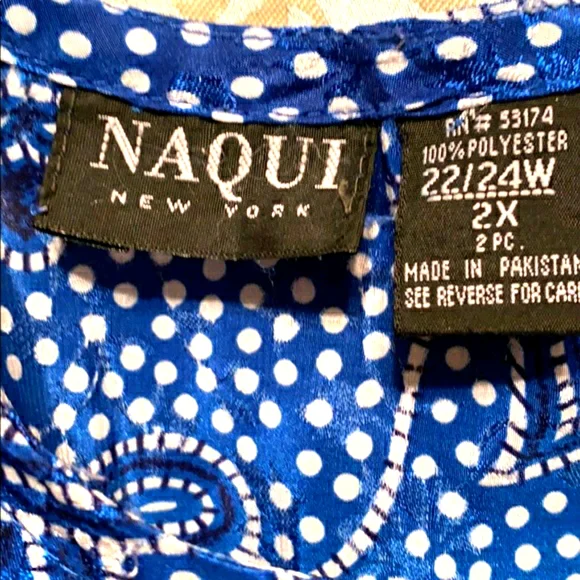 NAQUI
NEW YORK
RN# 53174
100% POLYESTER
22/24W
2X
2 PC.
MADE IN PAKISTAN
SEE REVERSE FOR CARE